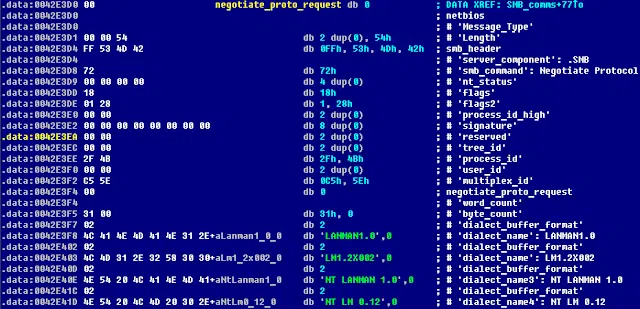 .data:0042E3D0 00 negotiate_proto_request db 0 ; DATA XREF: SMB_comms+77↑o
.data:0042E3D0 ; netbios
.data:0042E3D0 ; # 'Message_Type'
.data:0042E3D1 00 00 54 db 2 dup(0), 54h ; # 'Length'
.data:0042E3D4 FF 53 4D 42 db 0FFh, 53h, 4Dh, 42h ; smb_header
.data:0042E3D4 ; # 'server_component': .SMB
.data:0042E3D8 72 db 72h ; # 'smb_command': Negotiate Protocol
.data:0042E3D9 00 00 00 00 db 4 dup(0) ; # 'nt_status'
.data:0042E3DD 18 db 18h ; # 'flags'
.data:0042E3DE 01 28 db 1, 28h ; # 'flags2'
.data:0042E3E0 00 00 db 2 dup(0) ; # 'process_id_high'
.data:0042E3E2 00 00 00 00 00 00 00 00 db 8 dup(0) ; # 'signature'
.data:0042E3EA 00 00 db 2 dup(0) ; # 'reserved'
.data:0042E3EC 00 00 db 2 dup(0) ; # 'tree_id'
.data:0042E3EE 2F 4B db 2Fh, 4Bh ; # 'process_id'
.data:0042E3F0 00 00 db 2 dup(0) ; # 'user_id'
.data:0042E3F2 C5 5E db 0C5h, 5Eh ; # 'multiplex_id'
.data:0042E3F4 00 db 0 ; negotiate_proto_request
.data:0042E3F4 ; # 'word_count'
.data:0042E3F5 31 00 db 31h, 0 ; # 'byte_count'
.data:0042E3F7 02 db 2 ; # 'dialect_buffer_format'
.data:0042E3F8 4C 41 4E 4D 41 4E 31 2E+aLanman1_0_0 db 'LANMAN1.0',0 ; # 'dialect_name': LANMAN1.0
.data:0042E402 02 db 2 ; # 'dialect_buffer_format'
.data:0042E403 4C 4D 31 2E 32 58 30 30+aLm1_2x002_0 db 'LM1.2X002',0 ; # 'dialect_name': LM1.2X002
.data:0042E40D 02 db 2 ; # 'dialect_buffer_format'
.data:0042E40E 4E 54 20 4C 41 4E 4D 41+aNtLanman1_0 db 'NT LANMAN 1.0',0 ; # 'dialect_name3': NT LANMAN 1.0
.data:0042E41C 02 db 2 ; # 'dialect_buffer_format'
.data:0042E41D 4E 54 20 4C 4D 20 30 2E+aNtLm0_12_0 db 'NT LM 0.12',0 ; # 'dialect_name4': NT LM 0.12